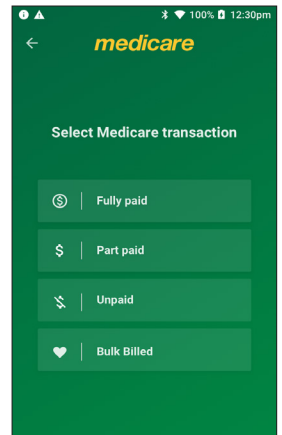 100% 12:30pm
medicare
Select Medicare transaction
Fully paid
Part paid
Unpaid
Bulk Billed